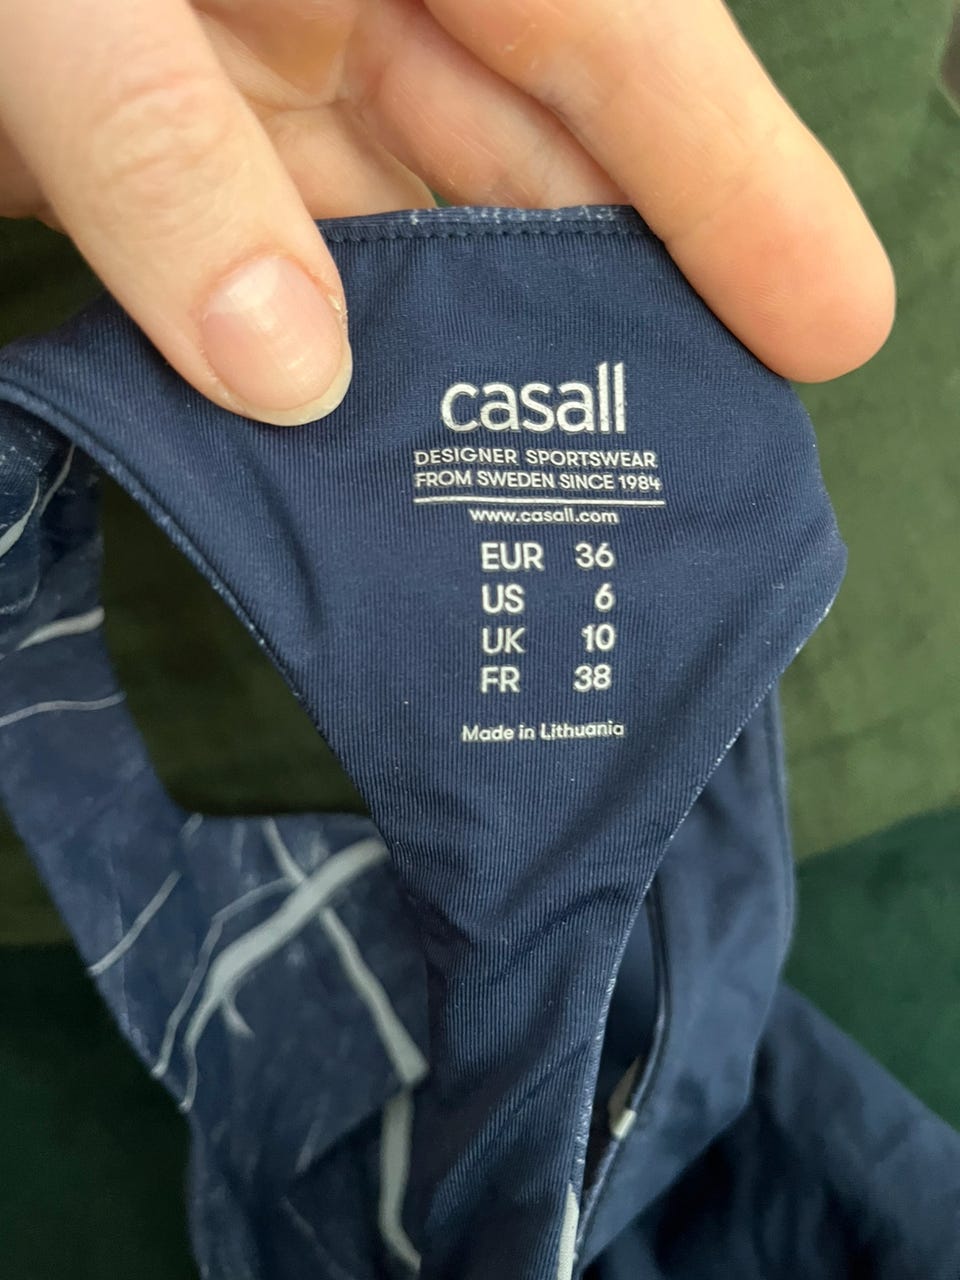 casall
DESIGNER SPORTSWEAR
FROM SWEDEN SINCE 1984
www.casall.com
EUR 36
US 6
UK 10
FR 38
Made in Lithuania